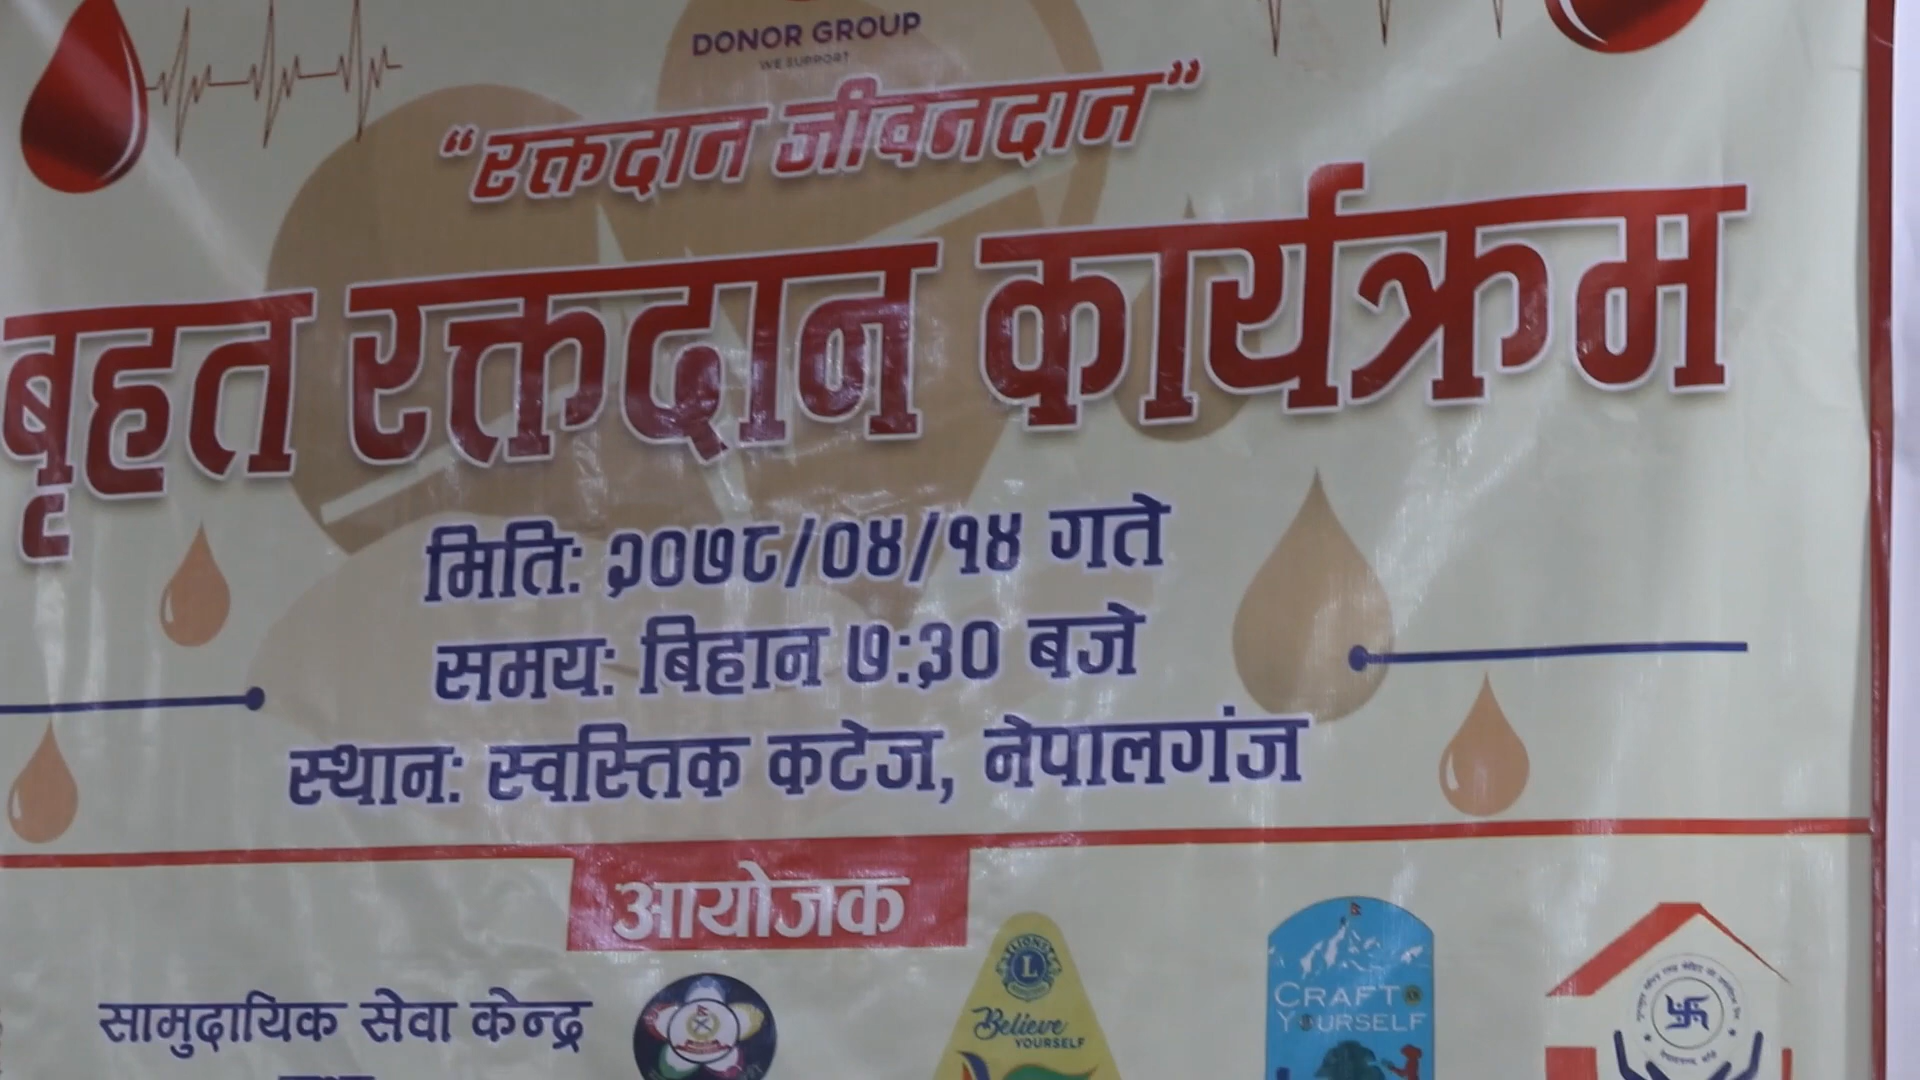 DONOR GROUP
WE SUPPORT
“रक्तदान जीवनदान”
बृहत रक्तदान कार्यक्रम
मिति: २०७८/०४/१४ गते
समय: बिहान ७:३० बजे
स्थान: स्वस्तिक कटेज, नेपालगंज
आयोजक
सामुदायिक सेवा केन्द्र
LIONS
L
Believe
YOURSELF
CRAFT
YOURSELF